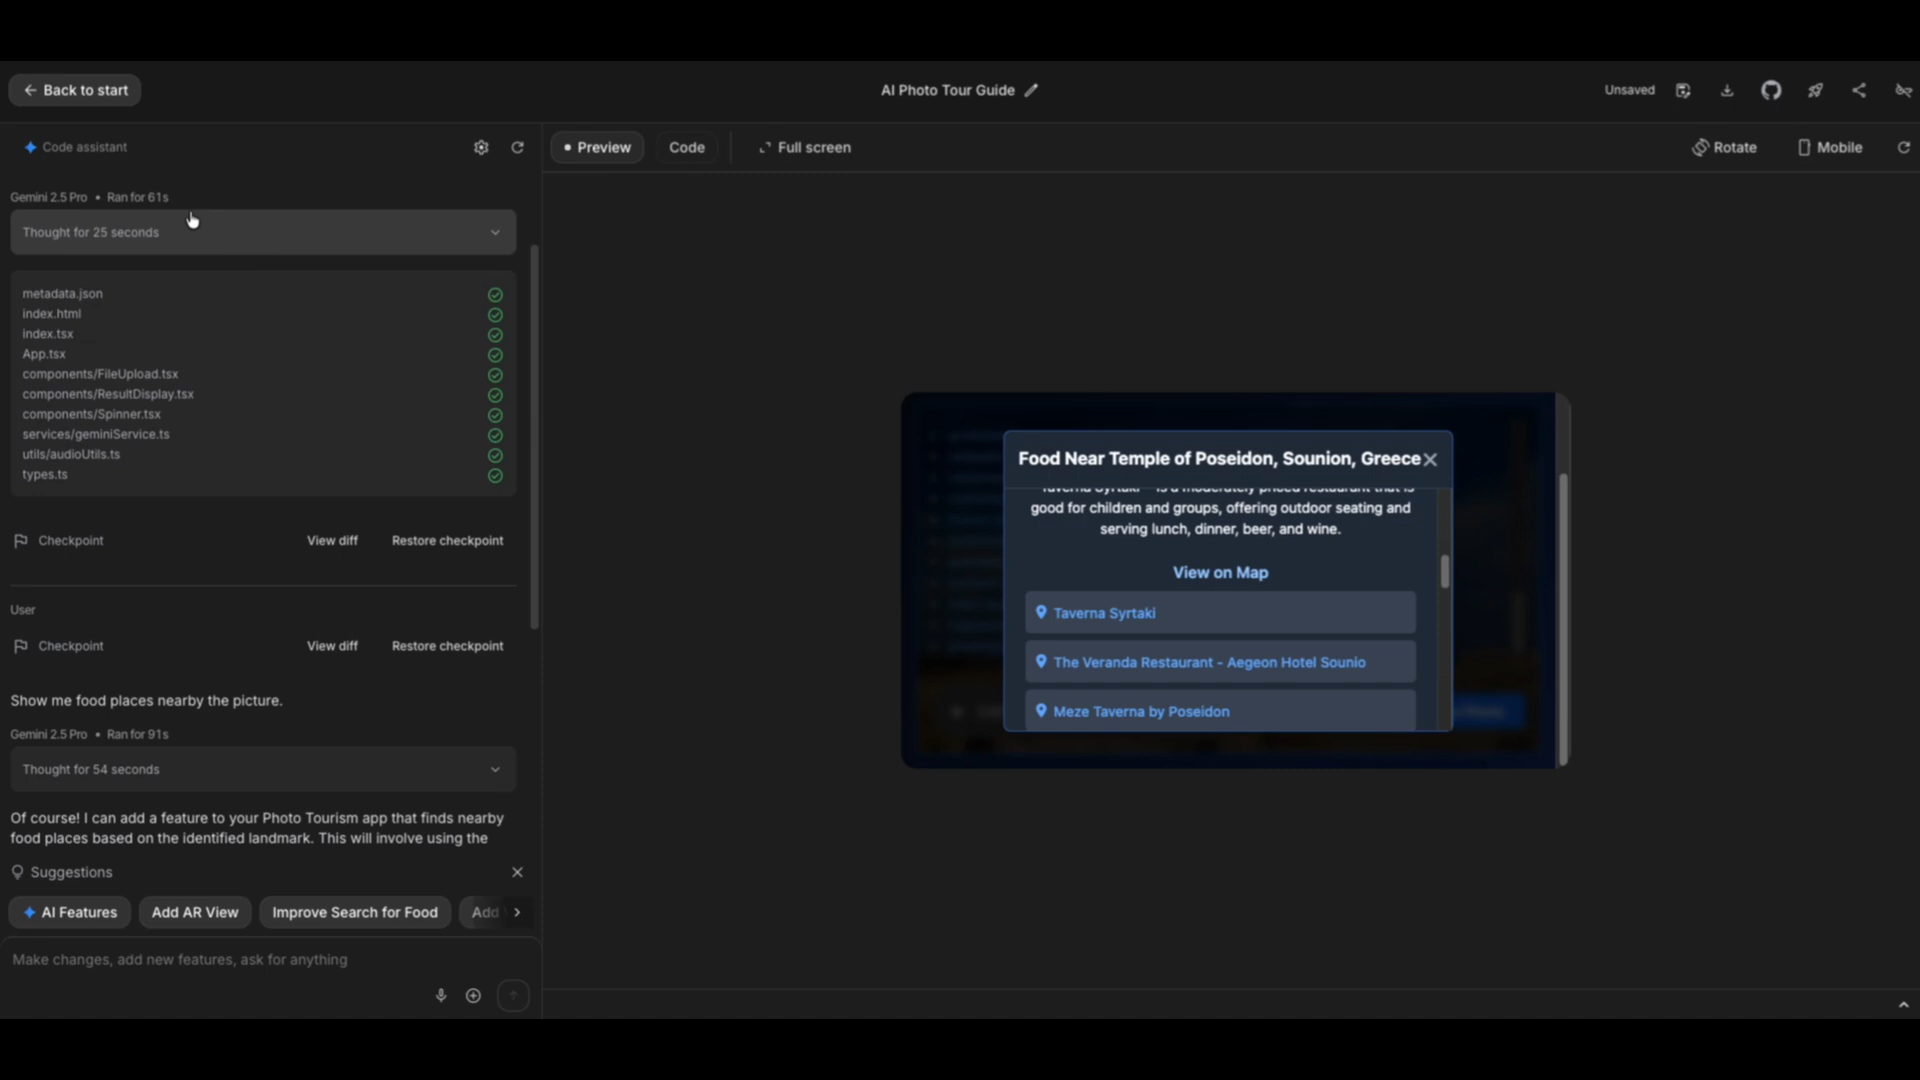 Back to start
AI Photo Tour Guide
Unsaved
Code assistant
Preview
Code
Full screen
Rotate
Mobile
Gemini 2.5 Pro • Ran for 61s
Thought for 25 seconds
metadata.json
index.html
index.tsx
App.tsx
components/FileUpload.tsx
components/ResultDisplay.tsx
components/Spinner.tsx
services/geminiService.ts
utils/audioUtils.ts
types.ts
Checkpoint View diff Restore checkpoint
User
Checkpoint View diff Restore checkpoint
Show me food places nearby the picture.
Gemini 2.5 Pro • Ran for 91s
Thought for 54 seconds
Of course! I can add a feature to your Photo Tourism app that finds nearby
food places based on the identified landmark. This will involve using the
Suggestions
AI Features Add AR View Improve Search for Food Add
Make changes, add new features, ask for anything
Food Near Temple of Poseidon, Sounion, Greece
Taverna Syrtaki is a moderately priced restaurant that is
good for children and groups, offering outdoor seating and
serving lunch, dinner, beer, and wine.
View on Map
Taverna Syrtaki
The Veranda Restaurant - Aegeon Hotel Sounio
Meze Taverna by Poseidon